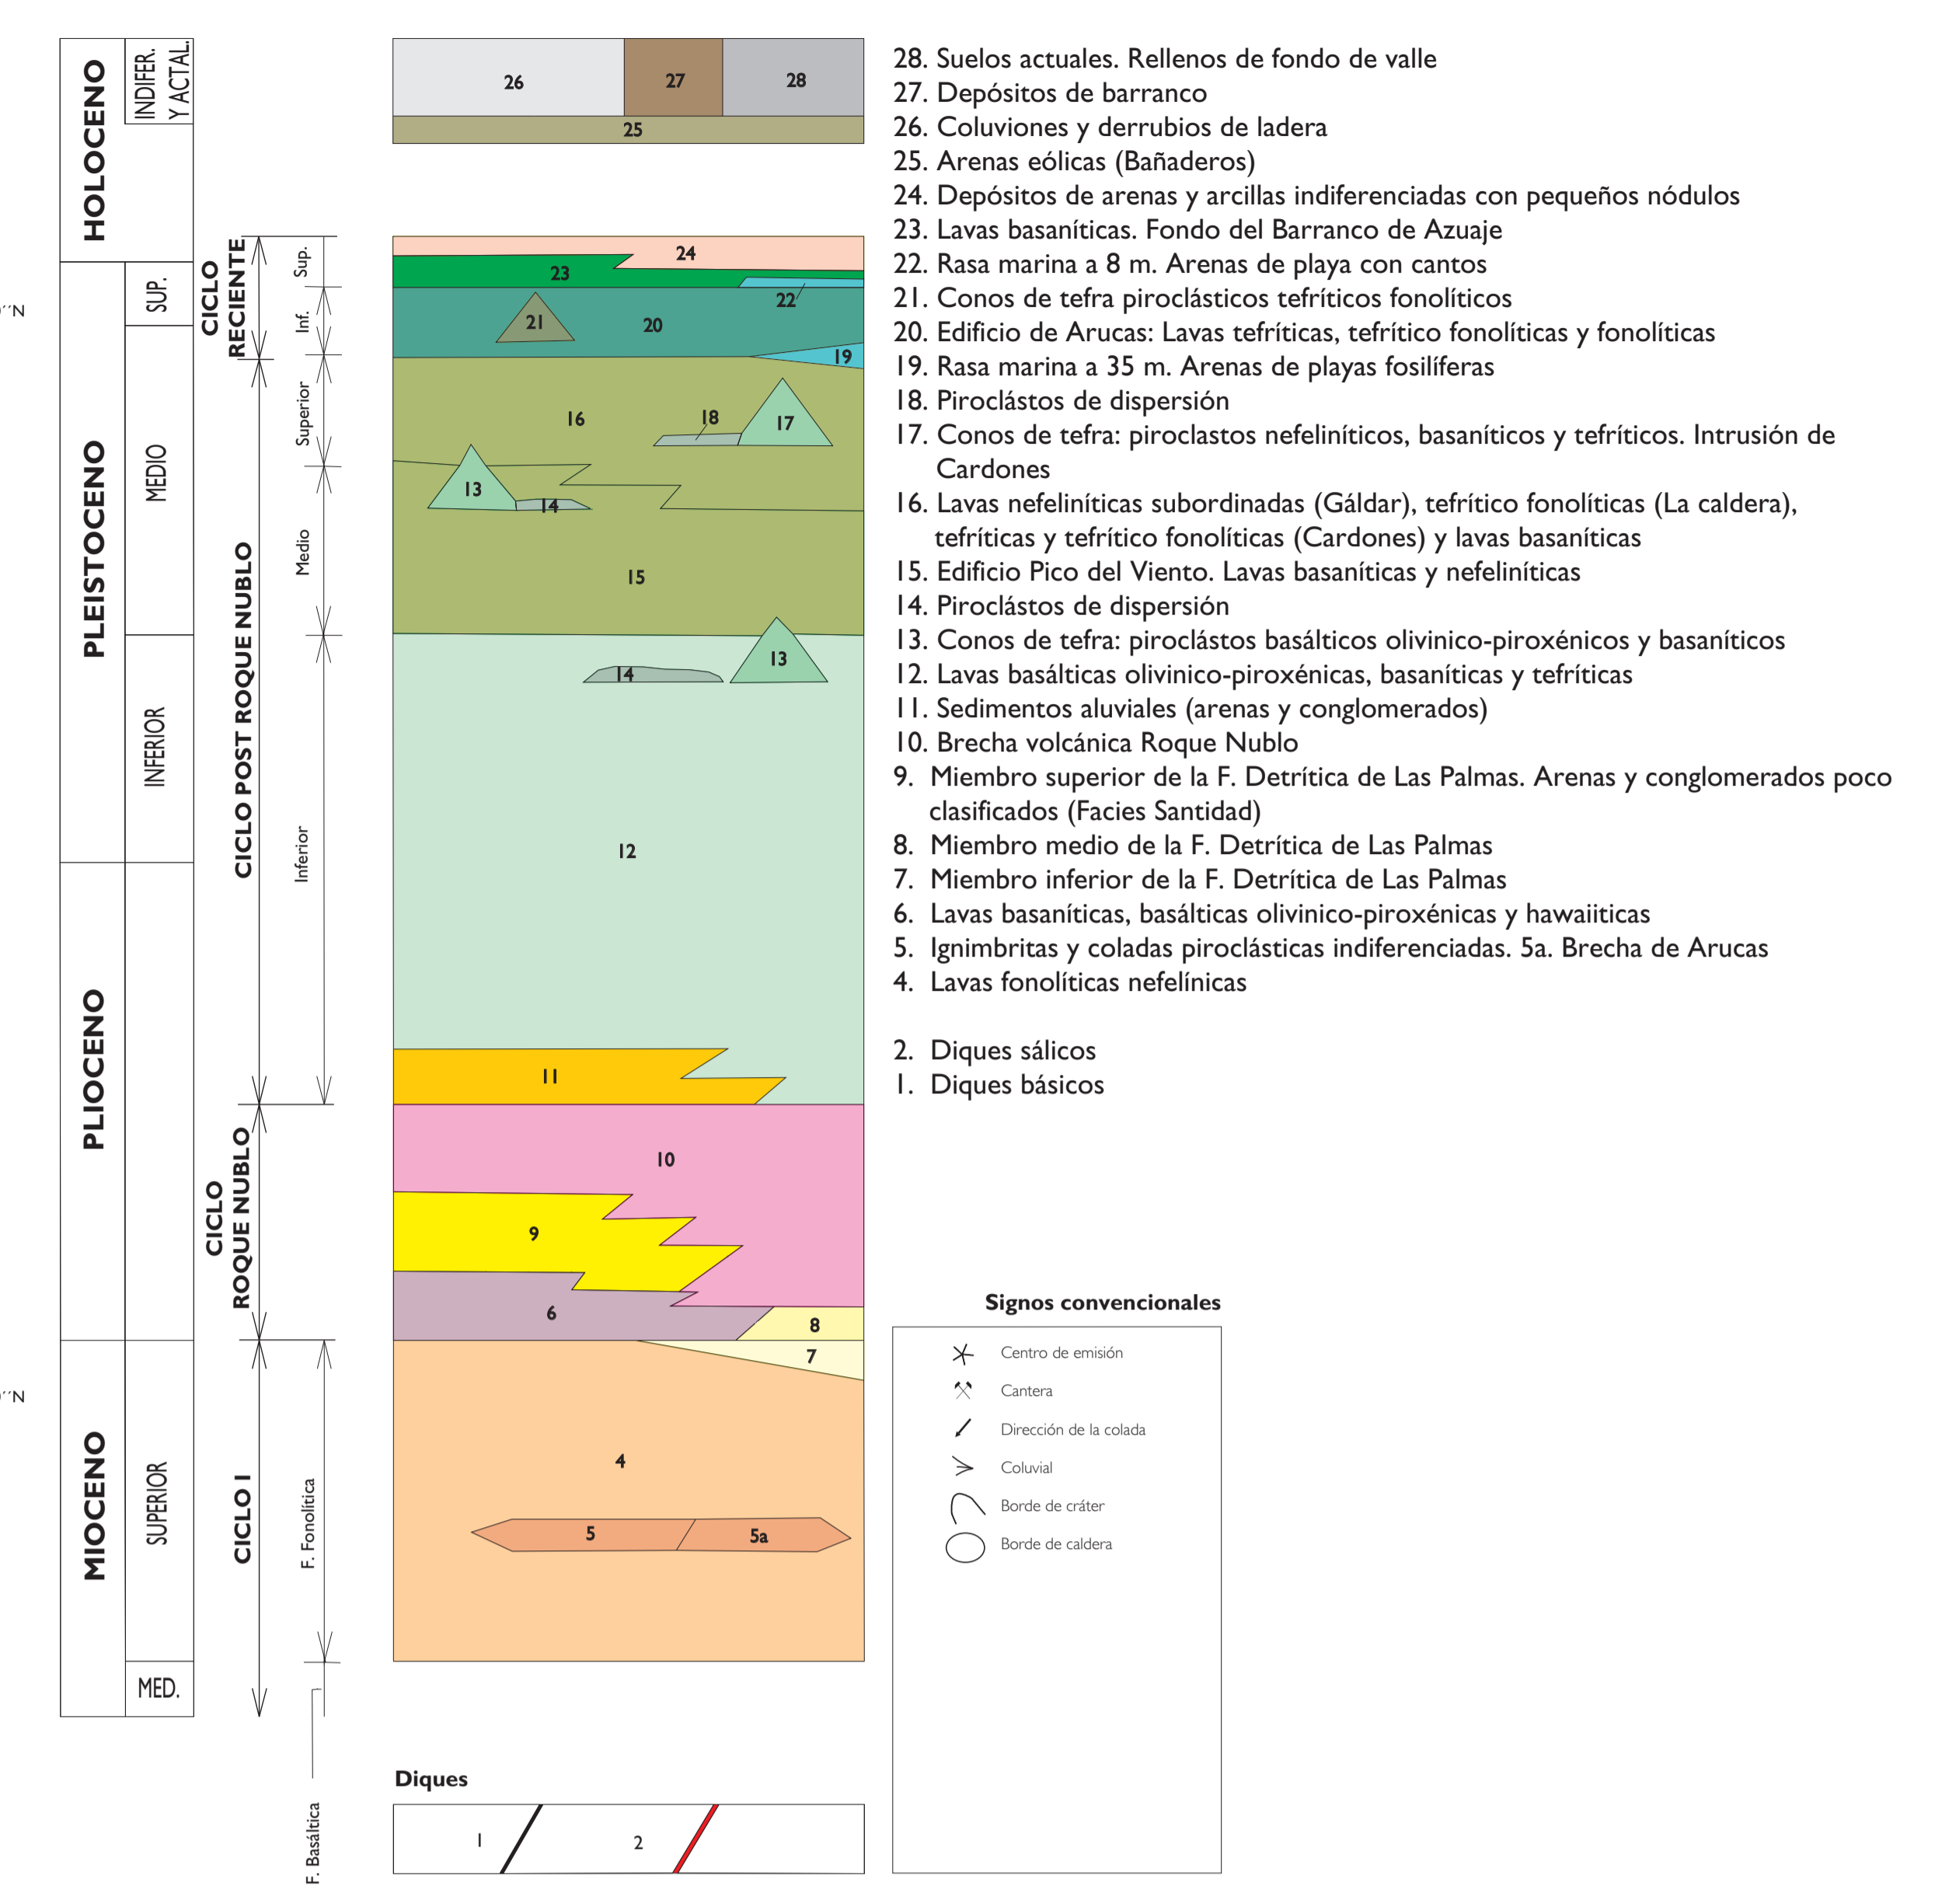 HOLOCENO
INDIFER.
Y ACTAL.
PLEISTOCENO
SUP.
MEDIO
INFERIOR
PLIOCENO
MIOCENO
SUPERIOR
MED.
CICLO
RECIENTE
CICLO POST ROQUE NUBLO
CICLO
ROQUE NUBLO
CICLO I
Sup.
Inf.
Superior
Medio
Inferior
F. Fonolítica
F. Basáltica
´´N
´´N
26
27
28
25
24
23
22
21
20
19
16
18
17
13
14
15
13
14
12
11
10
9
6
8
7
4
5
5a
Diques
1
2
28. Suelos actuales. Rellenos de fondo de valle
27. Depósitos de barranco
26. Coluviones y derrubios de ladera
25. Arenas eólicas (Bañaderos)
24. Depósitos de arenas y arcillas indiferenciadas con pequeños nódulos
23. Lavas basaníticas. Fondo del Barranco de Azuaje
22. Rasa marina a 8 m. Arenas de playa con cantos
21. Conos de tefra piroclásticos tefríticos fonolíticos
20. Edificio de Arucas: Lavas tefríticas, tefrítico fonolíticas y fonolíticas
19. Rasa marina a 35 m. Arenas de playas fosilíferas
18. Piroclástos de dispersión
17. Conos de tefra: piroclastos nefeliníticos, basaníticos y tefríticos. Intrusión de
Cardones
16. Lavas nefeliníticas subordinadas (Gáldar), tefrítico fonolíticas (La caldera),
tefríticas y tefrítico fonolíticas (Cardones) y lavas basaníticas
15. Edificio Pico del Viento. Lavas basaníticas y nefeliníticas
14. Piroclástos de dispersión
13. Conos de tefra: piroclástos basálticos olivinico-piroxénicos y basaníticos
12. Lavas basálticas olivinico-piroxénicas, basaníticas y tefríticas
11. Sedimentos aluviales (arenas y conglomerados)
10. Brecha volcánica Roque Nublo
9. Miembro superior de la F. Detrítica de Las Palmas. Arenas y conglomerados poco
clasificados (Facies Santidad)
8. Miembro medio de la F. Detrítica de Las Palmas
7. Miembro inferior de la F. Detrítica de Las Palmas
6. Lavas basaníticas, basálticas olivinico-piroxénicas y hawaiiticas
5. Ignimbritas y coladas piroclásticas indiferenciadas. 5a. Brecha de Arucas
4. Lavas fonolíticas nefelínicas
2. Diques sálicos
1. Diques básicos
Signos convencionales
Centro de emisión
Cantera
Dirección de la colada
Coluvial
Borde de cráter
Borde de caldera